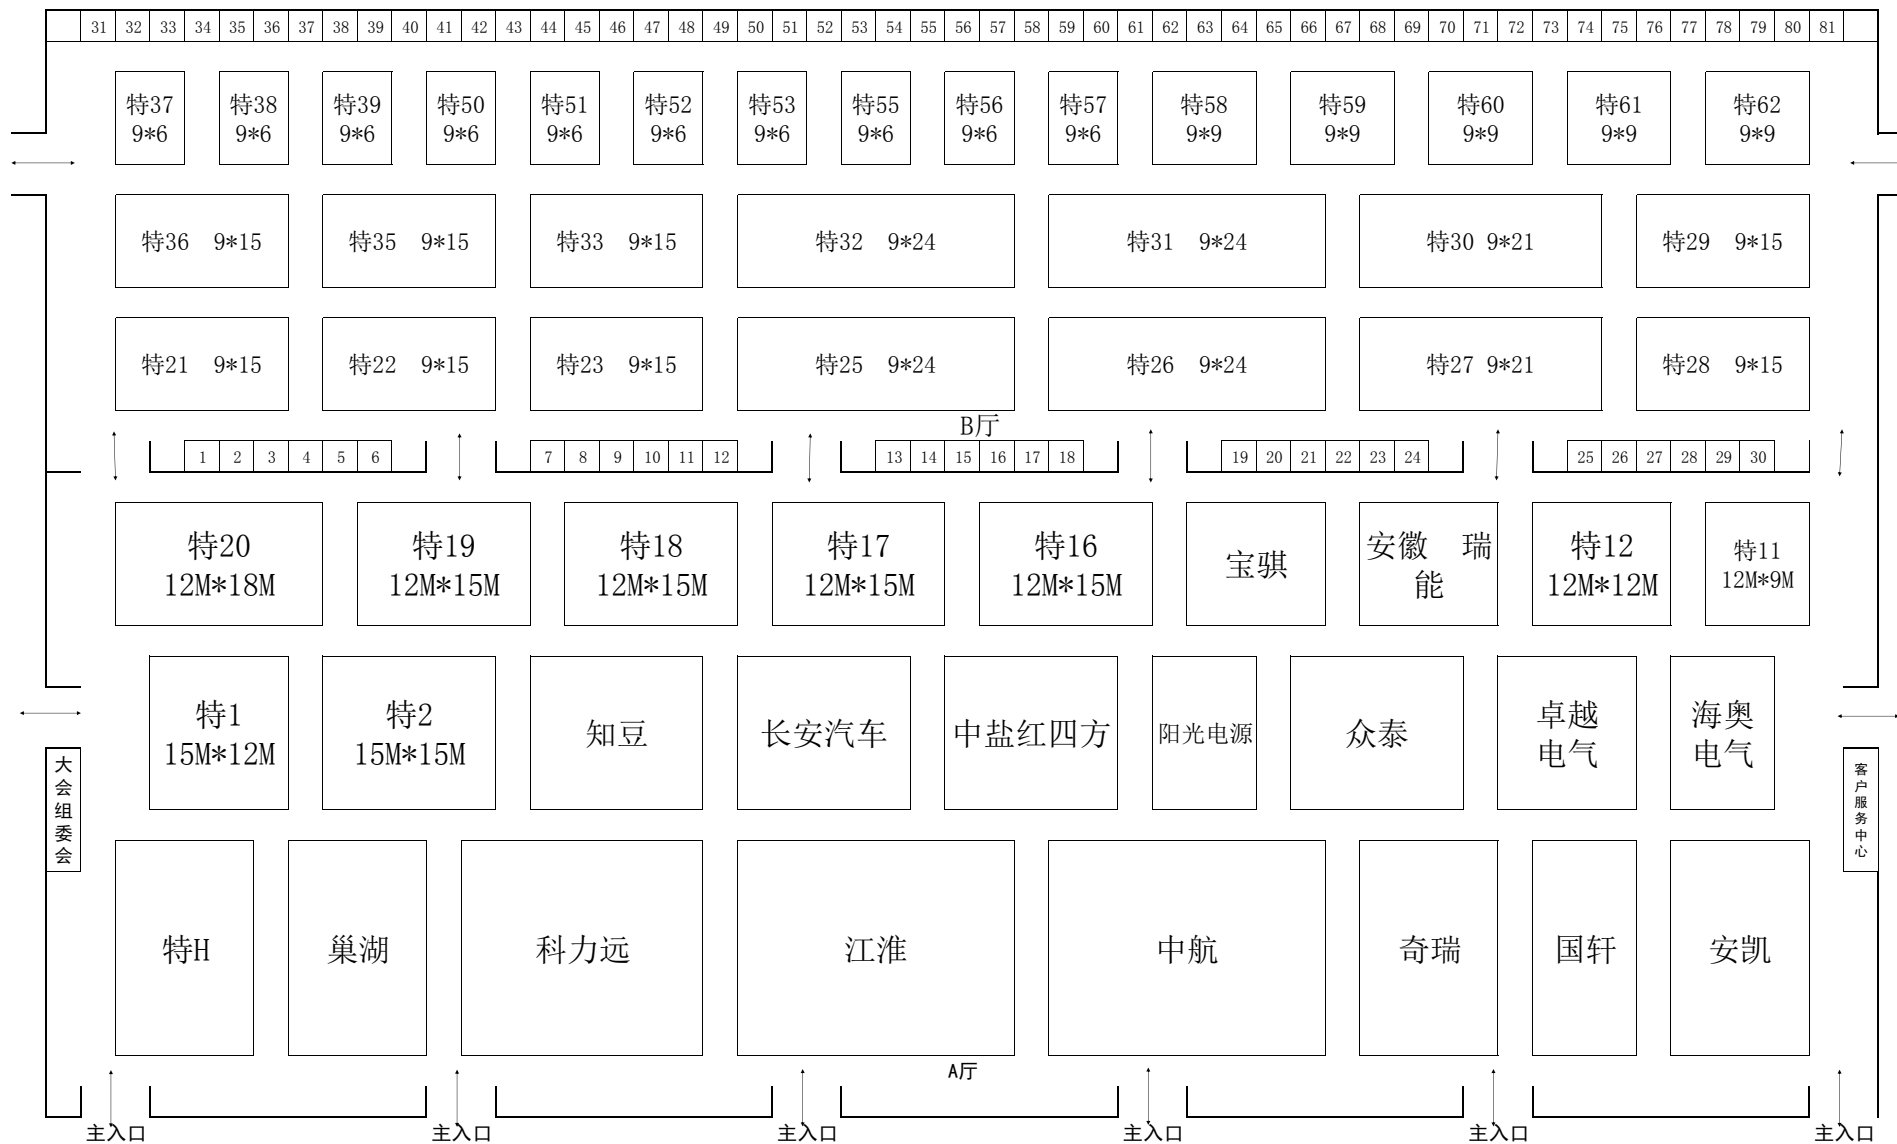 31 32 33 34 35 36 37 38 39 40 41 42 43 44 45 46 47 48 49 50 51 52 53 54 55 56 57 58 59 60 61 62 63 64 65 66 67 68 69 70 71 72 73 74 75 76 77 78 79 80 81
特37 特38 特39 特50 特51 特52 特53 特55 特56 特57 特58 特59 特60 特61 特62
9*6 9*6 9*6 9*6 9*6 9*6 9*6 9*6 9*6 9*6 9*9 9*9 9*9 9*9 9*9
特36 9*15 特35 9*15 特33 9*15 特32 9*24 特31 9*24 特30 9*21 特29 9*15
特21 9*15 特22 9*15 特23 9*15 特25 9*24 特26 9*24 特27 9*21 特28 9*15
B厅
1 2 3 4 5 6 7 8 9 10 11 12 13 14 15 16 17 18 19 20 21 22 23 24 25 26 27 28 29 30
特20
12M*18M
特19
12M*15M
特18
12M*15M
特17
12M*15M
特16
12M*15M
宝骐
安徽 瑞
能
特12
12M*12M
特11
12M*9M
特1
15M*12M
特2
15M*15M
知豆
长安汽车
中盐红四方
阳光电源
众泰
卓越
电气
海奥
电气
大会组委会
客户服务中心
特H 巢湖 科力远 江淮 中航 奇瑞 国轩 安凯
A厅
主入口 主入口 主入口 主入口 主入口 主入口